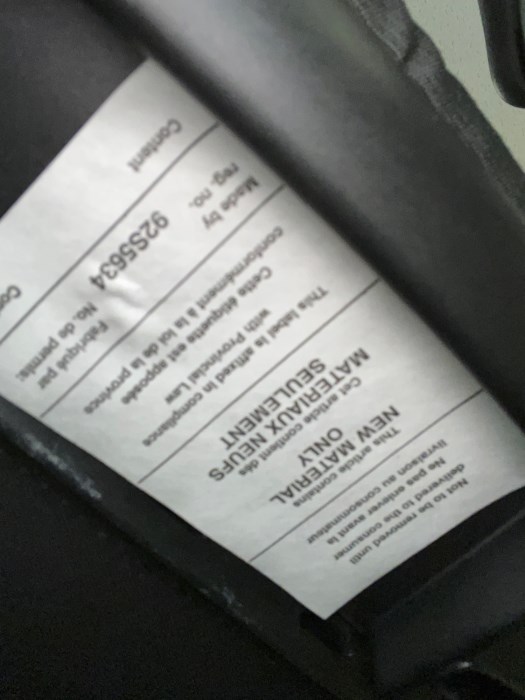 Not to be removed until
delivered to the consumer
Ne pas enlever avant la
livraison au consommateur
This article contains
NEW MATERIAL
ONLY
Cet article contient des
MATERIAUX NEUFS
SEULEMENT
This label is affixed in compliance
with Provincial Law
Cette étiquette est apposée
conformément à la loi de la province
Made by
reg. no.
92S5634
Fabriqué par
No. de permis:
Content
Co